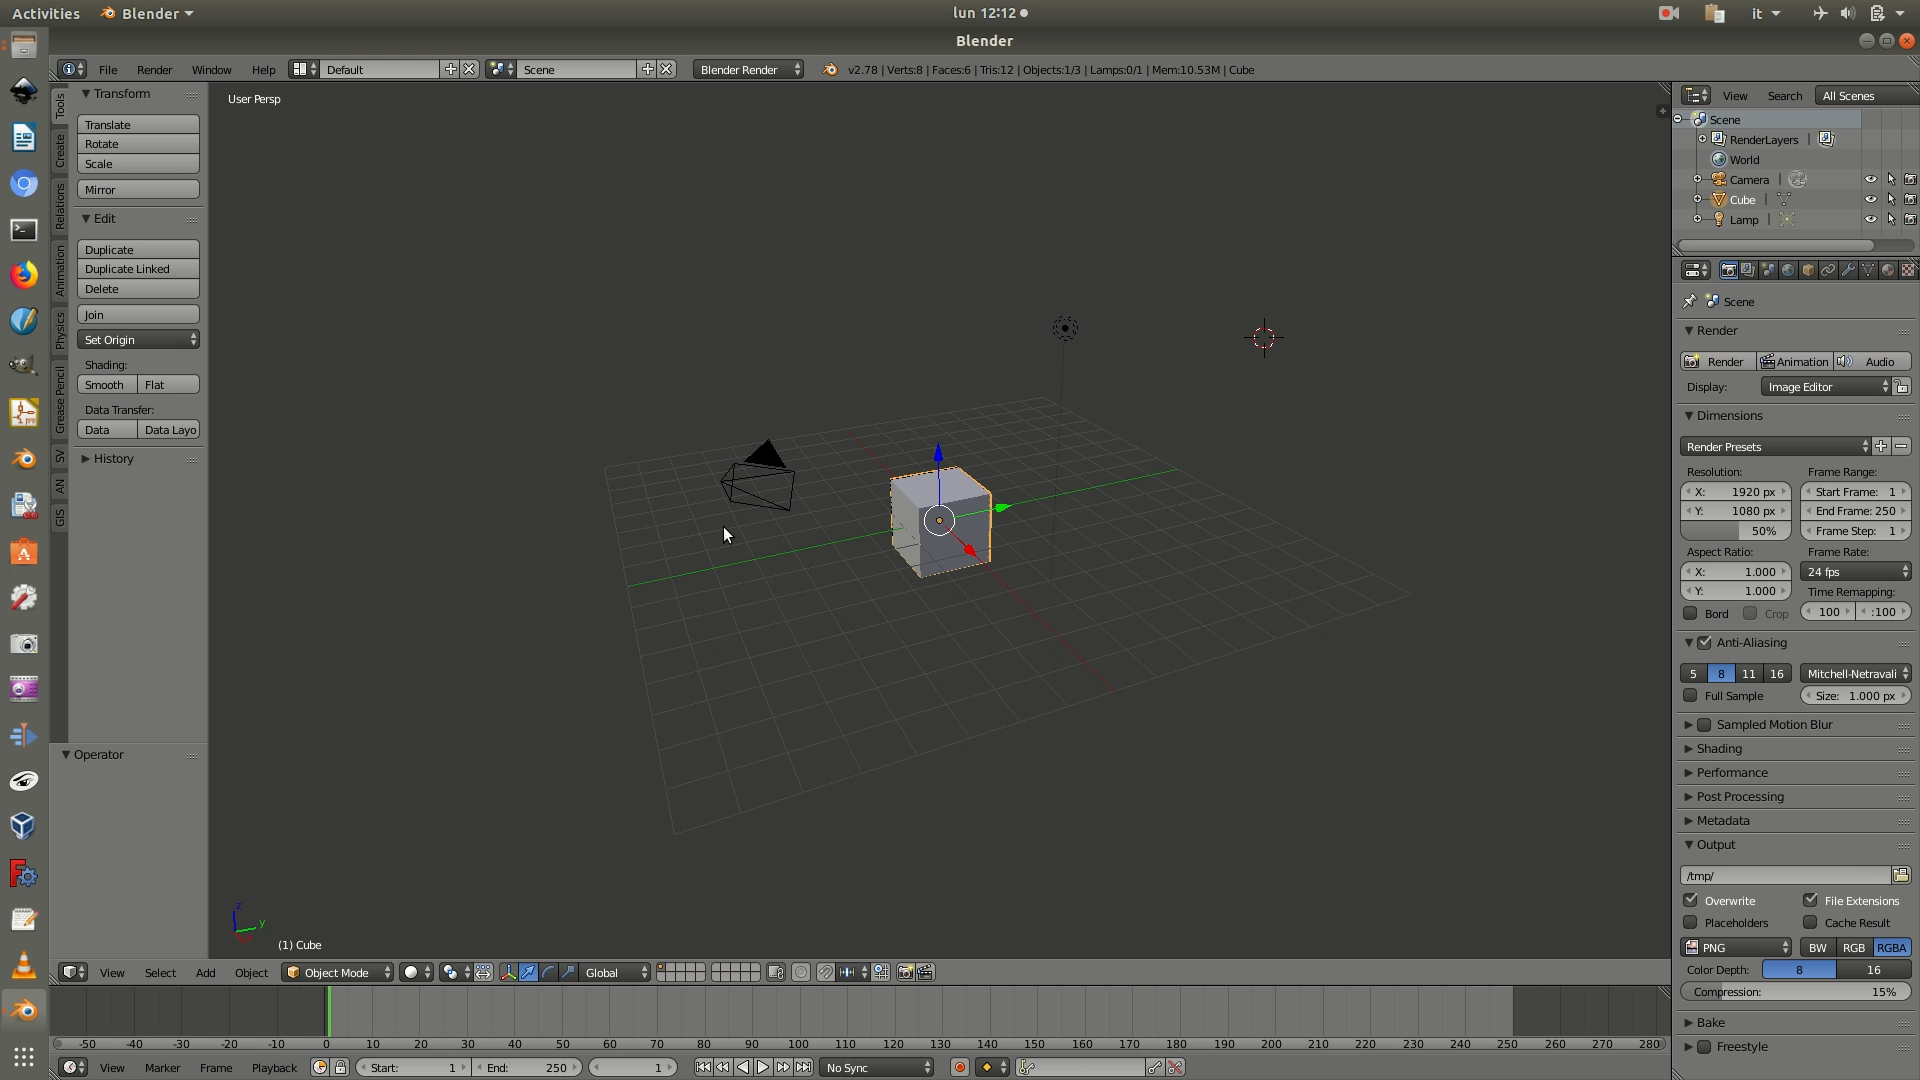 Activities
Blender
lun 12:12
it
Blender
File Render Window Help
Default
Scene
Blender Render
v2.78 | Verts:8 | Faces:6 | Tris:12 | Objects:1/3 | Lamps:0/1 | Mem:10.53M | Cube
Tools
Create
Relations
Animation
Physics
Grease Pencil
SV
AN
GIS
Transform
Translate
Rotate
Scale
Mirror
Edit
Duplicate
Duplicate Linked
Delete
Join
Set Origin
Shading:
Smooth Flat
Data Transfer:
Data Data Layo
History
Operator
User Persp
z
y
(1) Cube
View Select Add Object
Object Mode
Global
-50 -40 -30 -20 -10 0 10 20 30 40 50 60 70 80 90 100 110 120 130 140 150 160 170 180 190 200 210 220 230 240 250 260 270 280
View Marker Frame Playback
Start: 1
End: 250
1
No Sync
View Search All Scenes
Scene
RenderLayers |
World
Camera |
Cube |
Lamp |
Scene
Render
Render Animation Audio
Display: Image Editor
Dimensions
Render Presets
Resolution: Frame Range:
X: 1920 px Start Frame: 1
Y: 1080 px End Frame: 250
50% Frame Step: 1
Aspect Ratio: Frame Rate:
X: 1.000 24 fps
Y: 1.000 Time Remapping:
Bord Crop 100 :100
Anti-Aliasing
5 8 11 16 Mitchell-Netravali
Full Sample Size: 1.000 px
Sampled Motion Blur
Shading
Performance
Post Processing
Metadata
Output
/tmp/
Overwrite File Extensions
Placeholders Cache Result
PNG BW RGB RGBA
Color Depth: 8 16
Compression: 15%
Bake
Freestyle